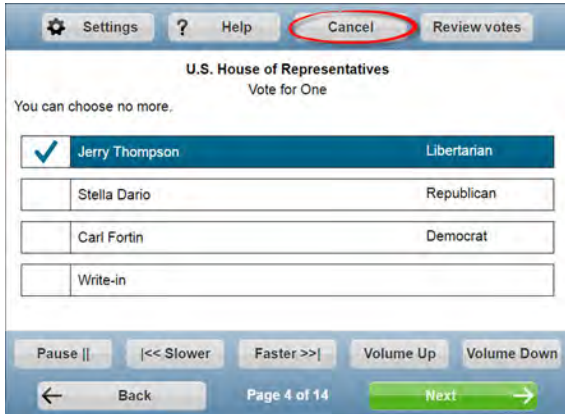 Settings ? Help Cancel Review votes
U.S. House of Representatives
Vote for One
You can choose no more.
Jerry Thompson Libertarian
Stella Dario Republican
Carl Fortin Democrat
Write-in
Pause || |<< Slower Faster >>| Volume Up Volume Down
← Back Page 4 of 14 Next →